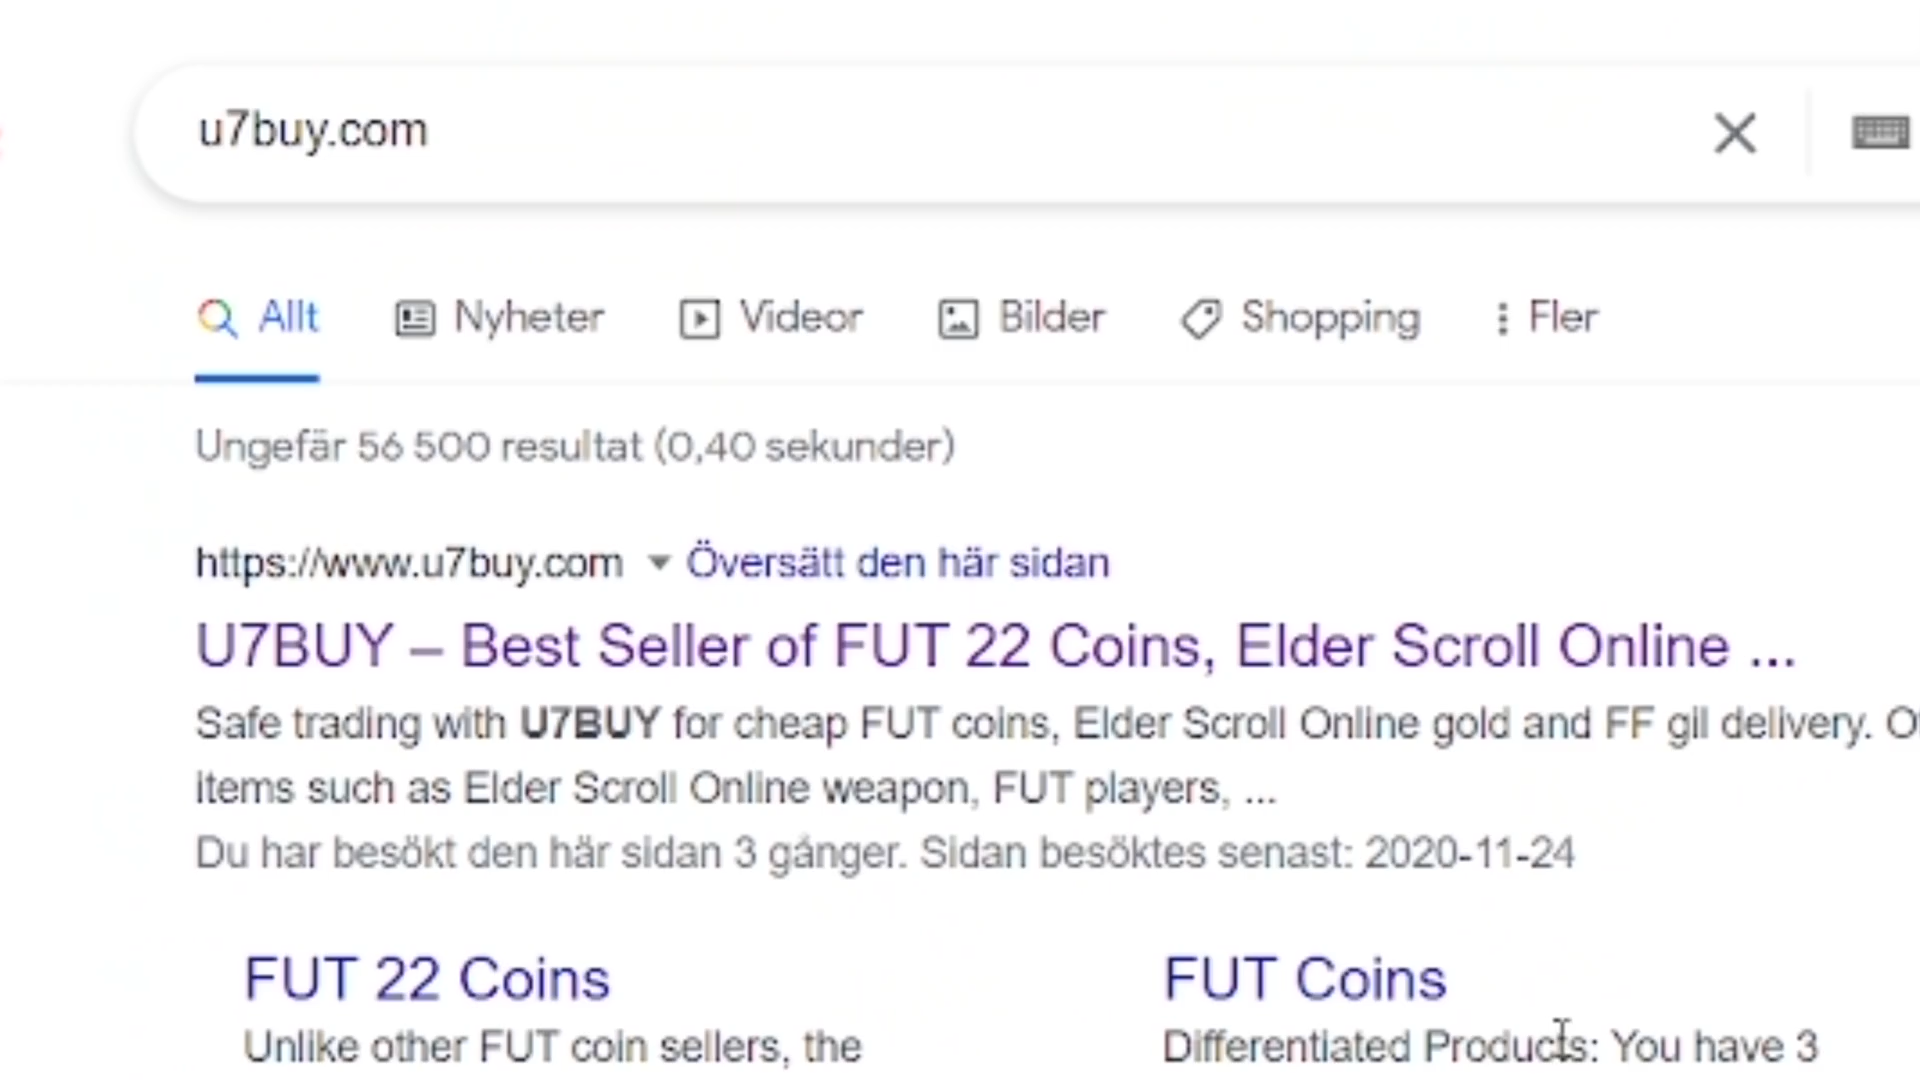 u7buy.com
Allt Nyheter Videor Bilder Shopping Fler
Ungefär 56 500 resultat (0,40 sekunder)
https://www.u7buy.com Översätt den här sidan
U7BUY – Best Seller of FUT 22 Coins, Elder Scroll Online ...
Safe trading with U7BUY for cheap FUT coins, Elder Scroll Online gold and FF gil delivery.
items such as Elder Scroll Online weapon, FUT players, ...
Du har besökt den här sidan 3 gånger. Sidan besöktes senast: 2020-11-24
FUT 22 Coins FUT Coins
Unlike other FUT coin sellers, the Differentiated Products: You have 3